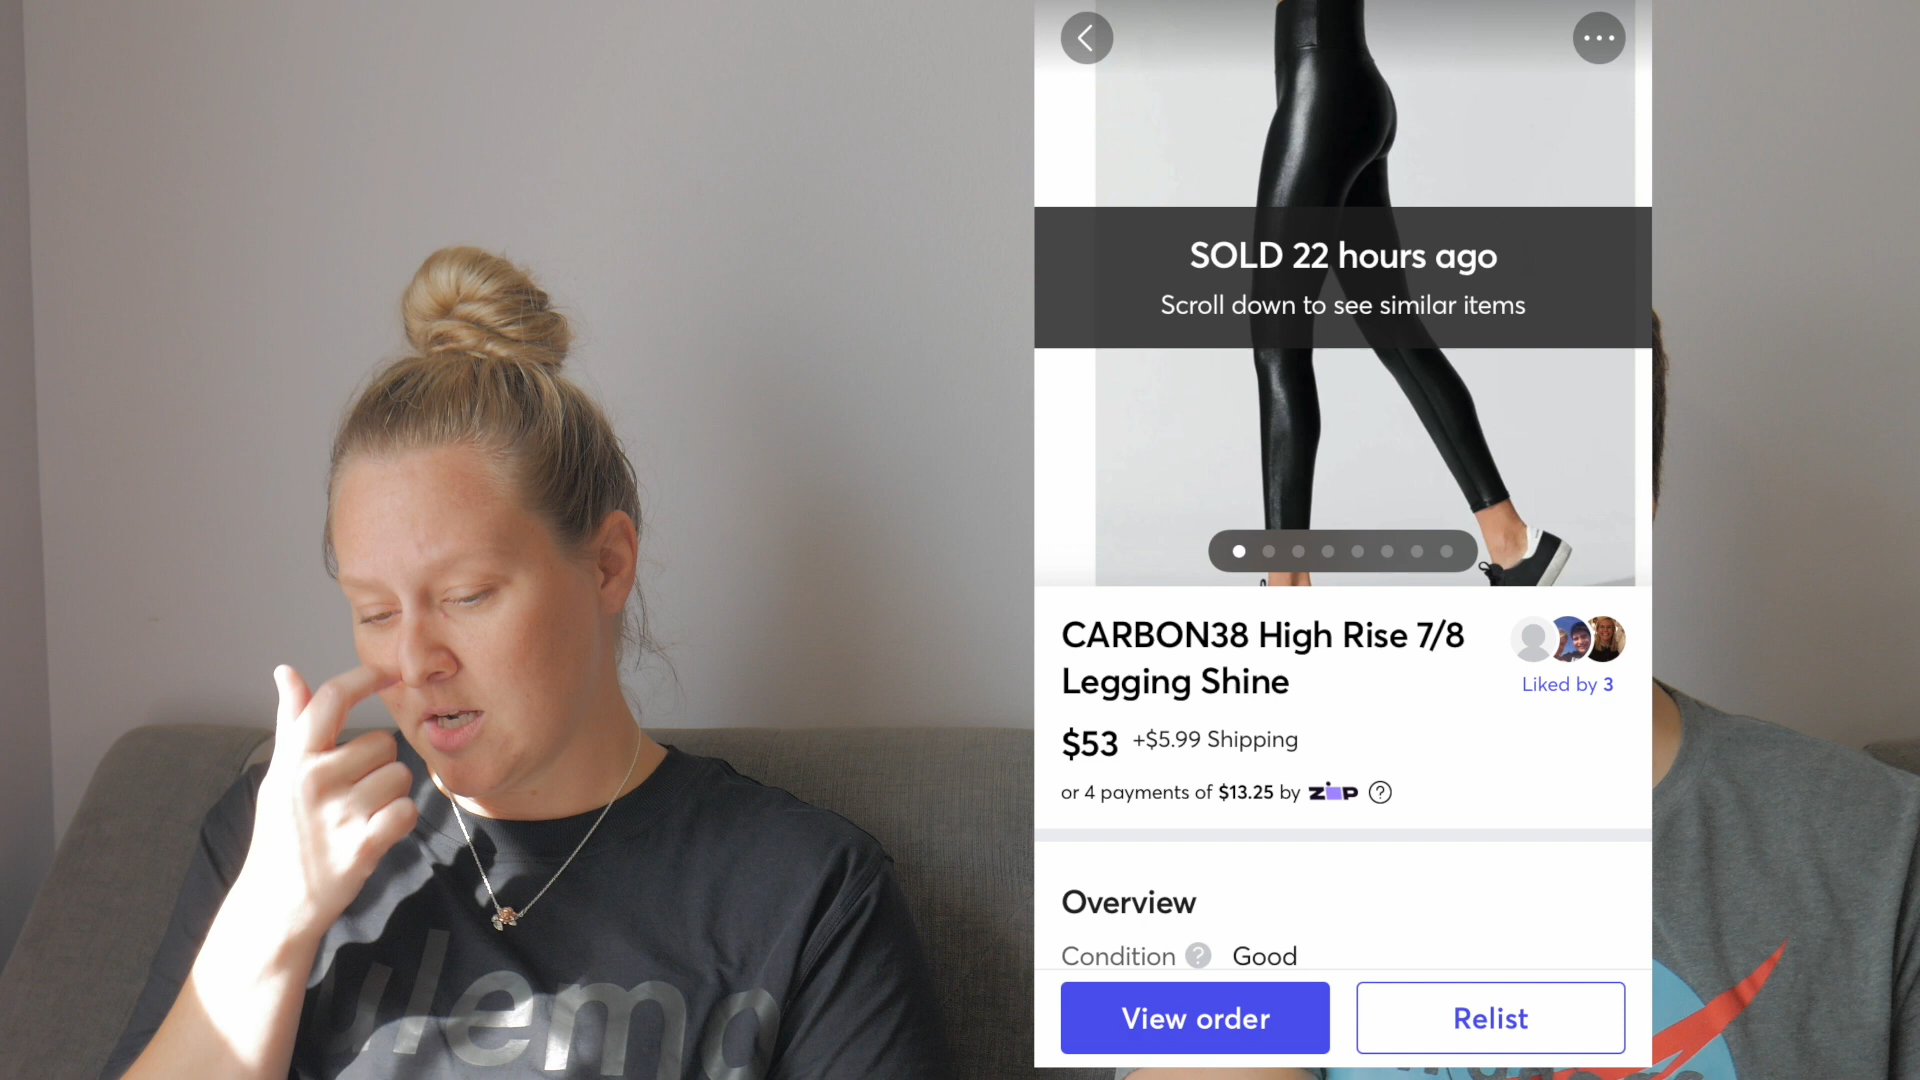 SOLD 22 hours ago
Scroll down to see similar items
CARBON38 High Rise 7/8
Legging Shine
Liked by 3
$53 +$5.99 Shipping
or 4 payments of $13.25 by ZIP ?
Overview
Condition ? Good
View order
Relist